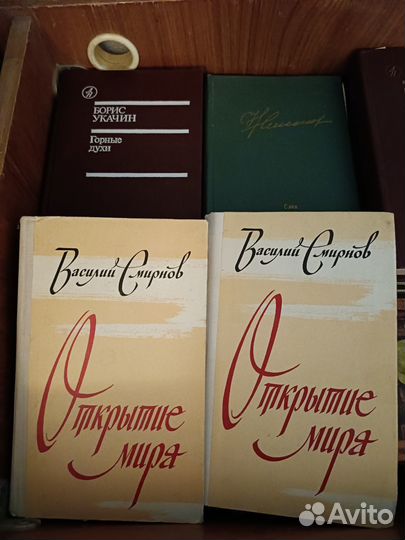 БОРИС
УКАЧИН
Горные
духи
Василий Смирнов
Открытие
мира
Василий Смирнов
Открытие
мира
Avito